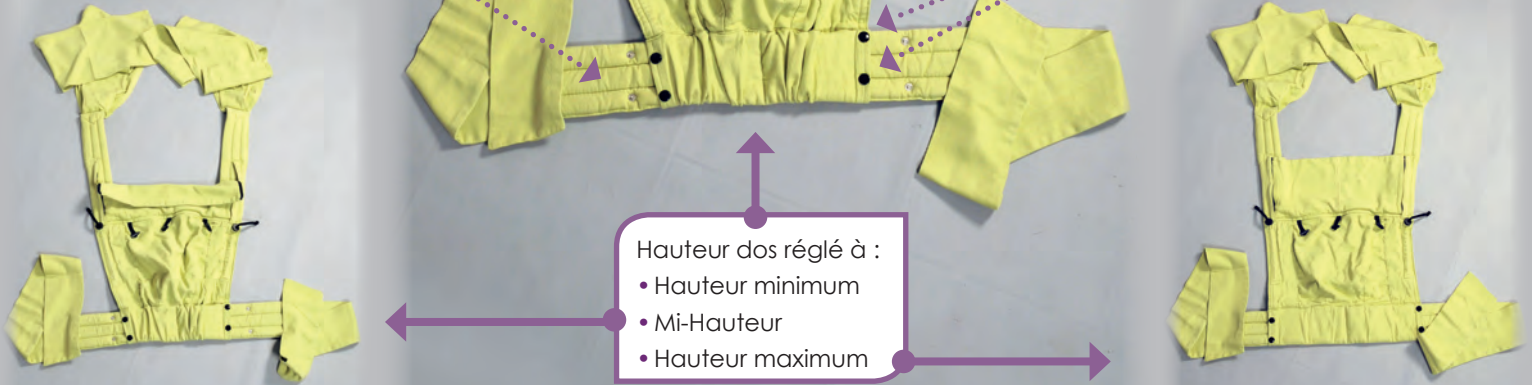 Hauteur dos réglé à :
• Hauteur minimum
• Mi-Hauteur
• Hauteur maximum